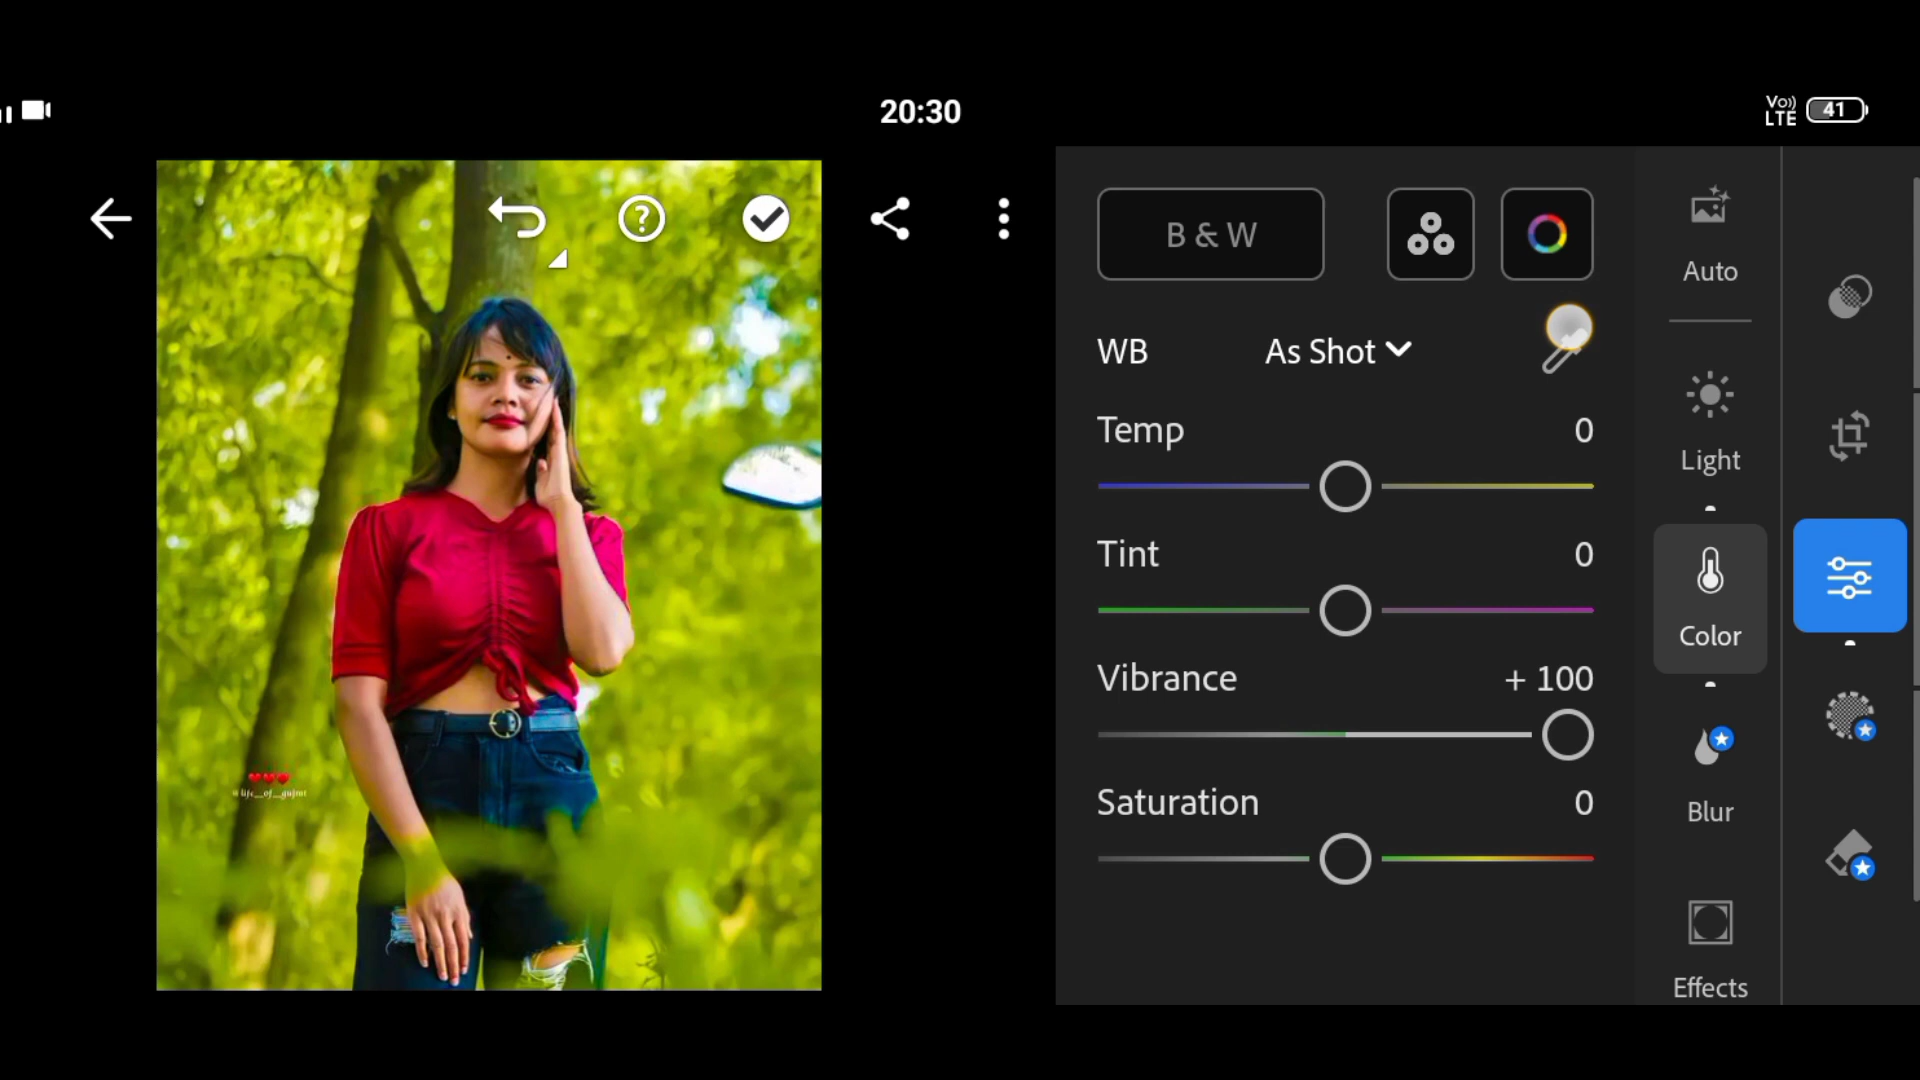 20:30
Vo))
LTE
41
B & W
WB
As Shot
Temp
0
Tint
0
Vibrance
+ 100
Saturation
0
Auto
Light
Color
Blur
Effects